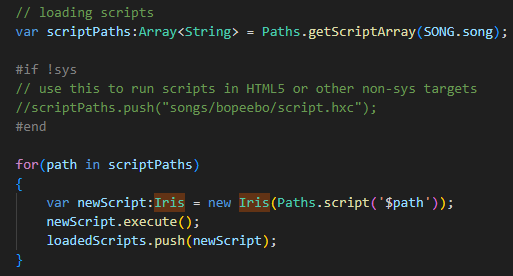 // loading scripts
var scriptPaths:Array<String> = Paths.getScriptArray(SONG.song);
#if !sys
// use this to run scripts in HTML5 or other non-sys targets
//scriptPaths.push("songs/bopeebo/script.hxc");
#end
for(path in scriptPaths)
{
    var newScript:Iris = new Iris(Paths.script('$path'));
    newScript.execute();
    loadedScripts.push(newScript);
}